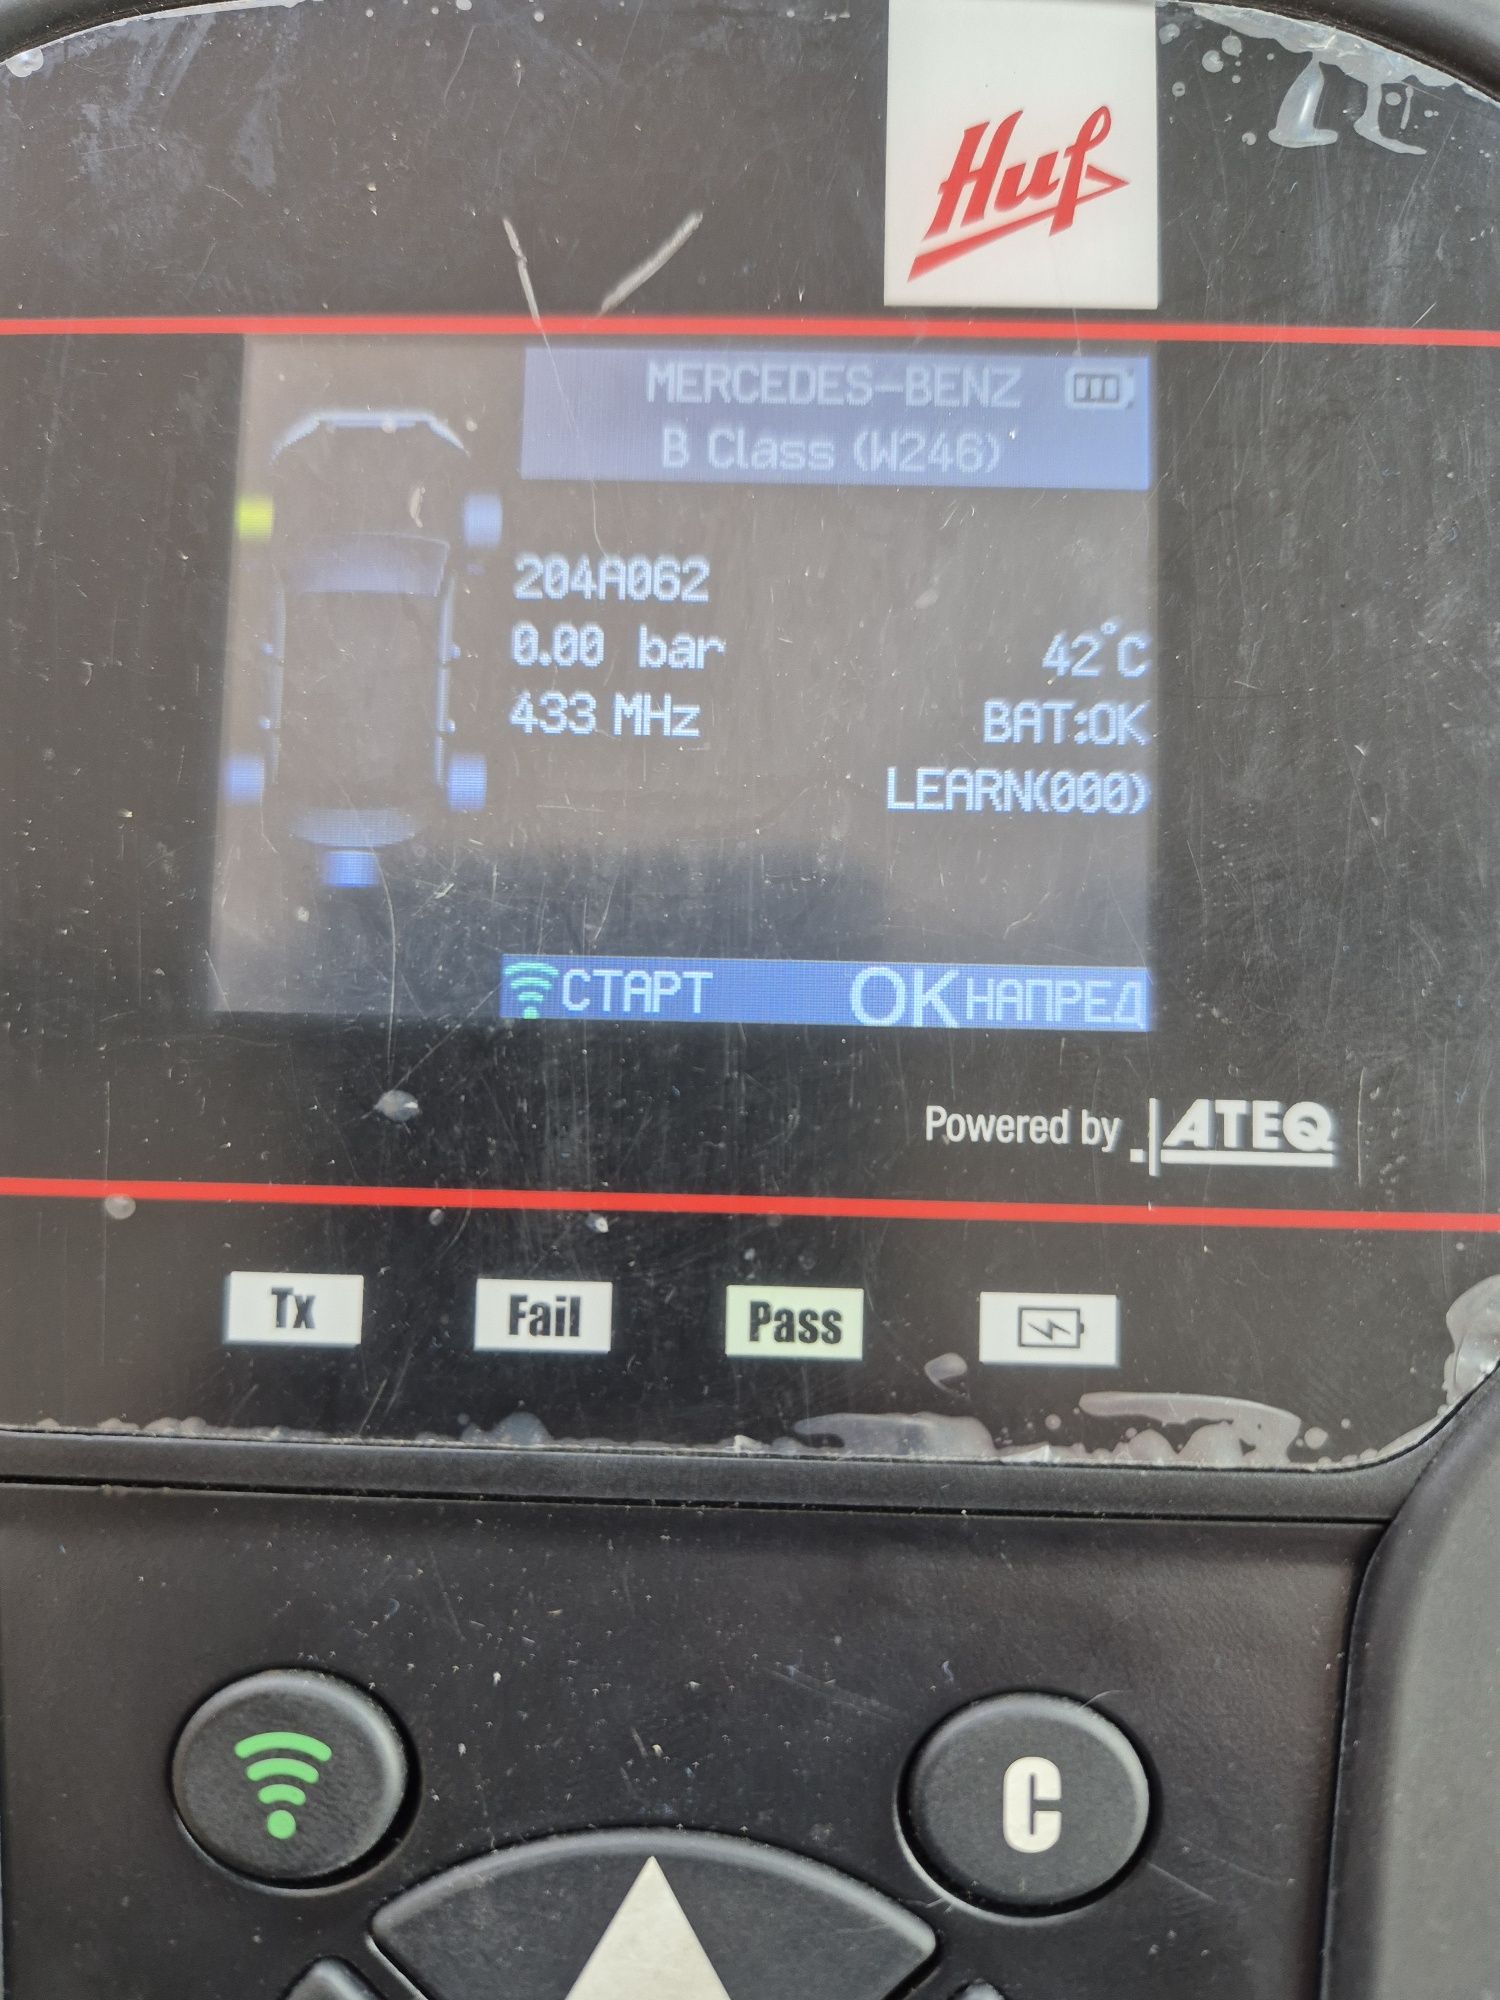 Huf
MERCEDES-BENZ
B Class (W246)
204A062
0.00 bar
42°C
433 MHz
BAT:OK
LEARN(000)
СТАРТ
OK НАПРЕД
Powered by ATEQ
Tx
Fail
Pass
C